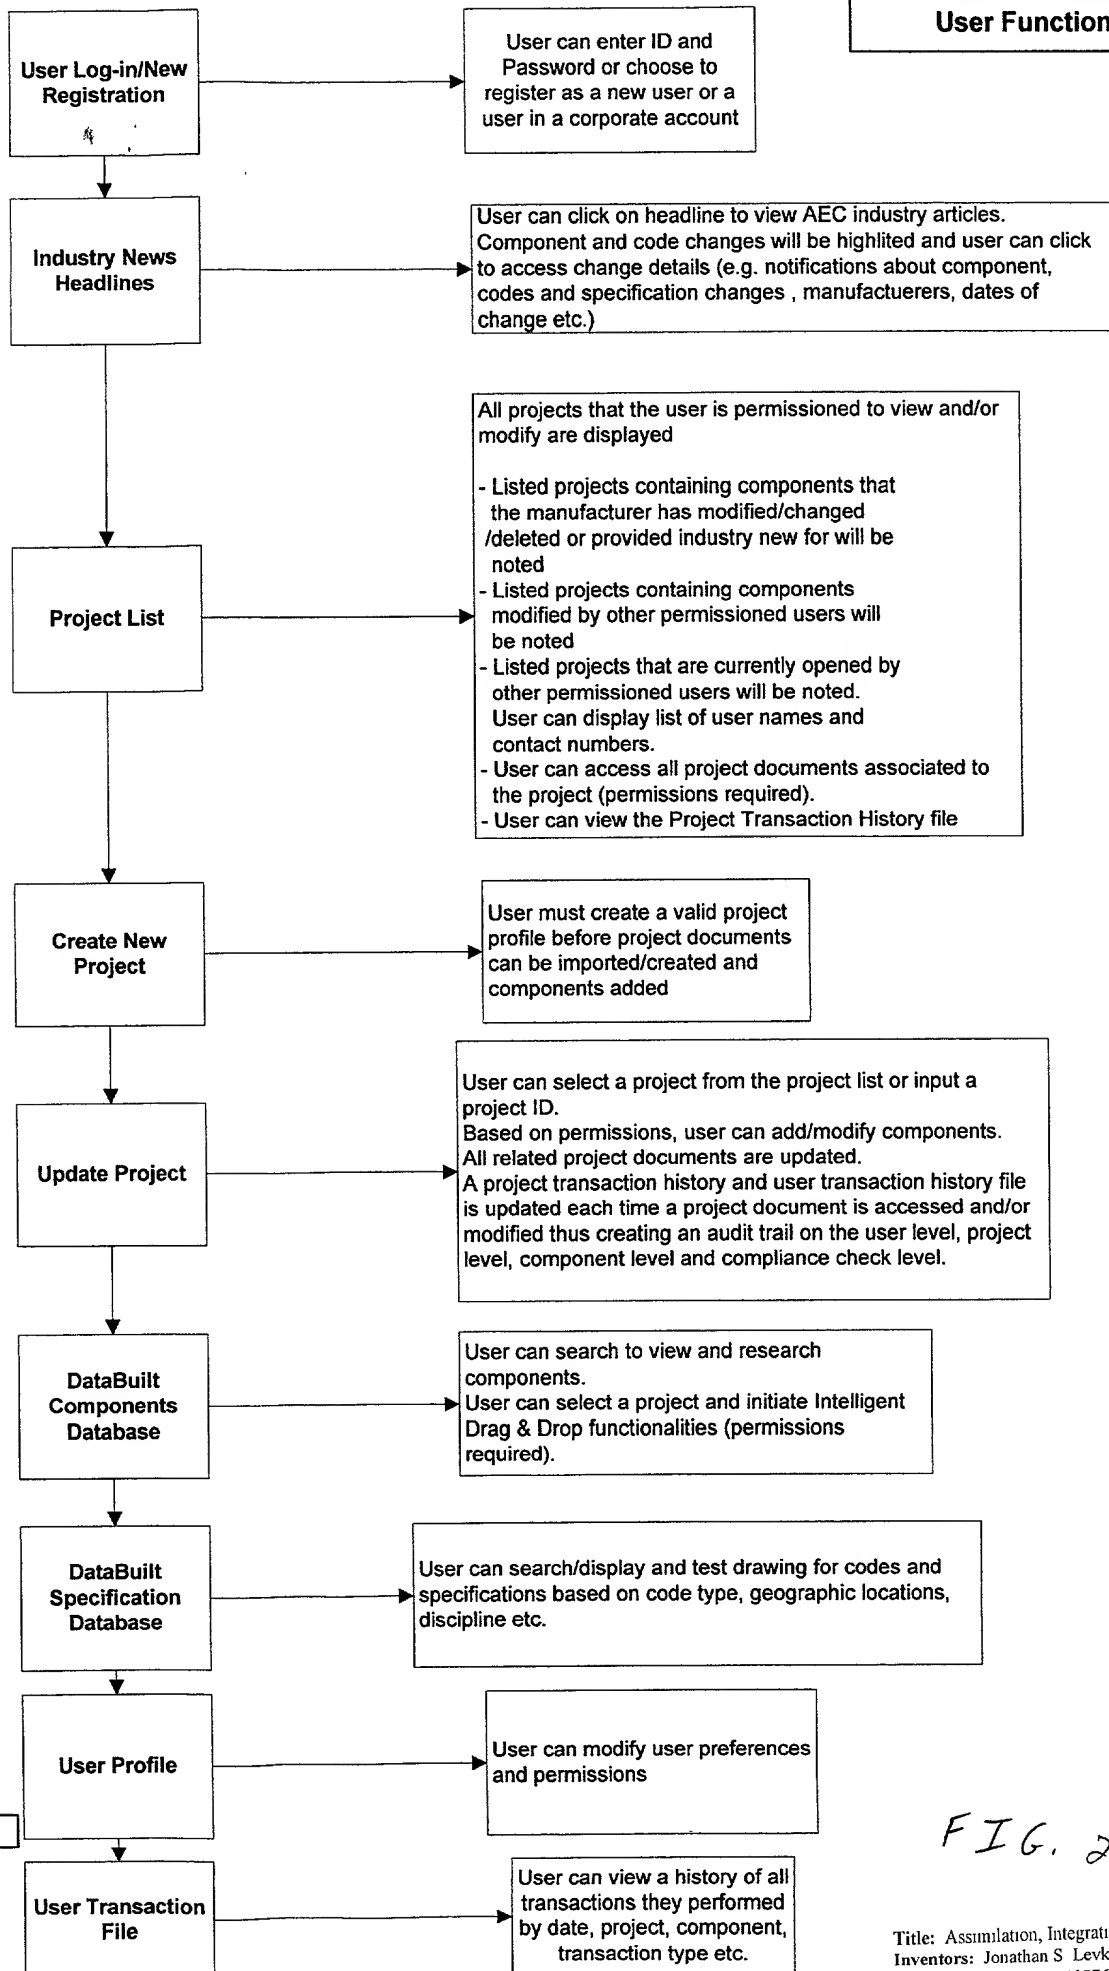 User Function
User Log-in/New
Registration
User can enter ID and
Password or choose to
register as a new user or a
user in a corporate account
Industry News
Headlines
User can click on headline to view AEC industry articles.
Component and code changes will be highlited and user can click
to access change details (e.g. notifications about component,
codes and specification changes , manufactuerers, dates of
change etc.)
Project List
All projects that the user is permissioned to view and/or
modify are displayed
- Listed projects containing components that
the manufacturer has modified/changed
/deleted or provided industry new for will be
noted
- Listed projects containing components
modified by other permissioned users will
be noted
- Listed projects that are currently opened by
other permissioned users will be noted.
User can display list of user names and
contact numbers.
- User can access all project documents associated to
the project (permissions required).
- User can view the Project Transaction History file
Create New
Project
User must create a valid project
profile before project documents
can be imported/created and
components added
Update Project
User can select a project from the project list or input a
project ID.
Based on permissions, user can add/modify components.
All related project documents are updated.
A project transaction history and user transaction history file
is updated each time a project document is accessed and/or
modified thus creating an audit trail on the user level, project
level, component level and compliance check level.
DataBuilt
Components
Database
User can search to view and research
components.
User can select a project and initiate Intelligent
Drag & Drop functionalities (permissions
required).
DataBuilt
Specification
Database
User can search/display and test drawing for codes and
specifications based on code type, geographic locations,
discipline etc.
User Profile
User can modify user preferences
and permissions
User Transaction
File
User can view a history of all
transactions they performed
by date, project, component,
transaction type etc.
FIG. 2
Title: Assimilation, Integrati
Inventors: Jonathan S Levk